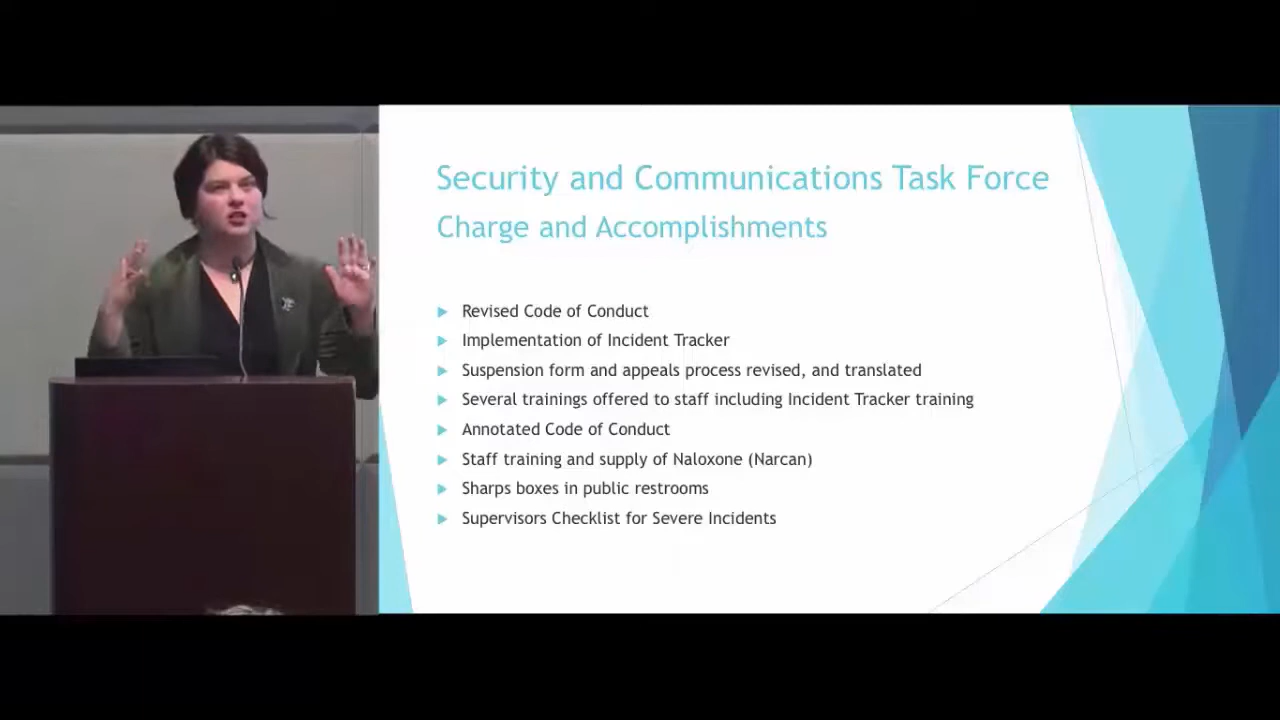 Security and Communications Task Force
Charge and Accomplishments
Revised Code of Conduct
Implementation of Incident Tracker
Suspension form and appeals process revised, and translated
Several trainings offered to staff including Incident Tracker training
Annotated Code of Conduct
Staff training and supply of Naloxone (Narcan)
Sharps boxes in public restrooms
Supervisors Checklist for Severe Incidents